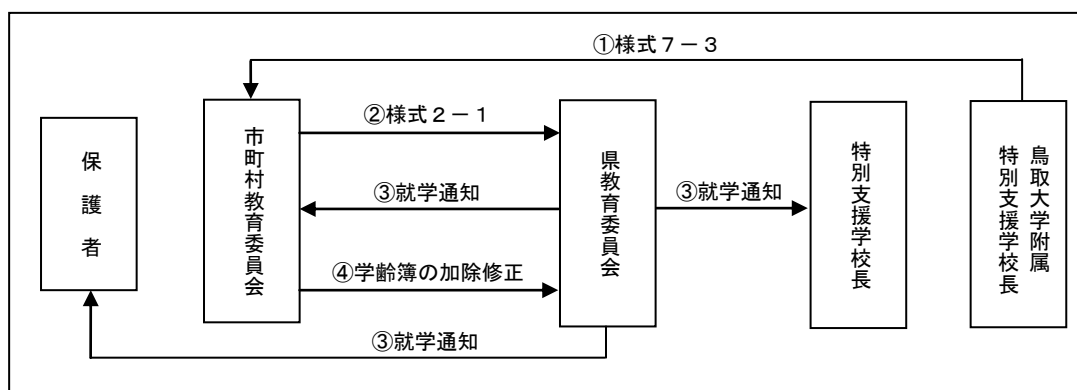 ①様式７－３
②様式２－１
③就学通知
③就学通知
④学齢簿の加除修正
③就学通知
保護者
市町村教育委員会
県教育委員会
特別支援学校長
鳥取大学附属
特別支援学校長